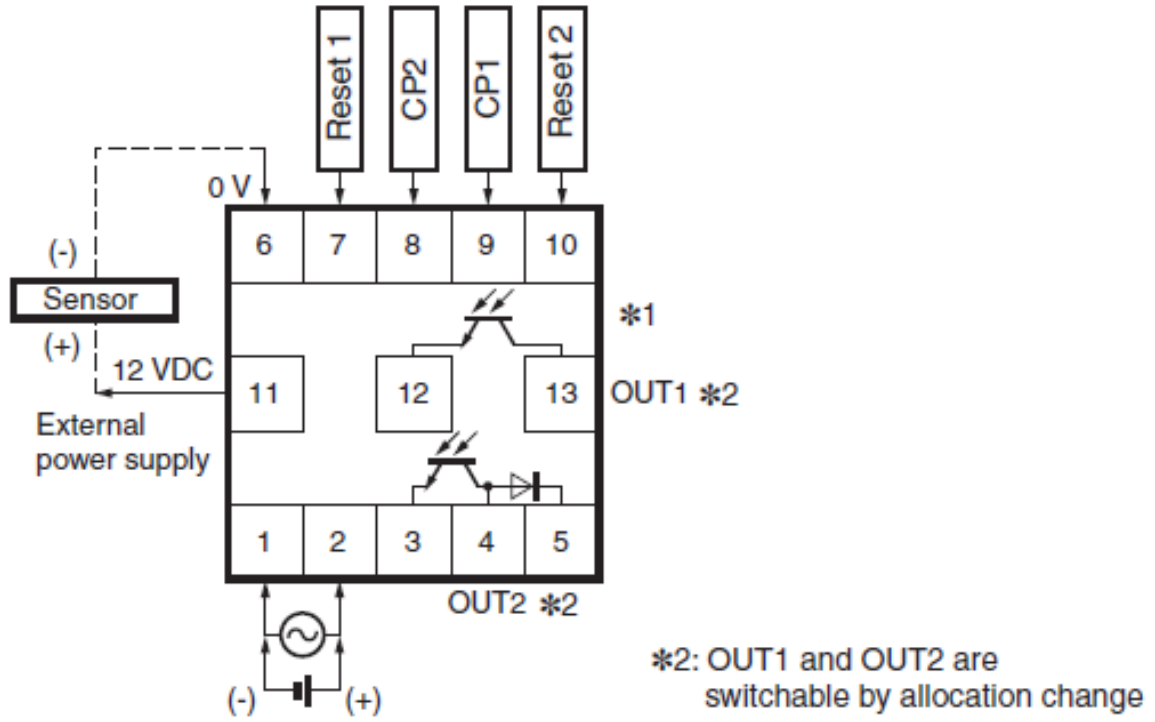 Reset 1
CP2
CP1
Reset 2
0 V
6 7 8 9 10
(-)
Sensor
(+)
✻1
12 VDC
11 12 13 OUT1 ✻2
External
power supply
1 2 3 4 5
OUT2 ✻2
(-) (+)
✻2: OUT1 and OUT2 are
switchable by allocation change